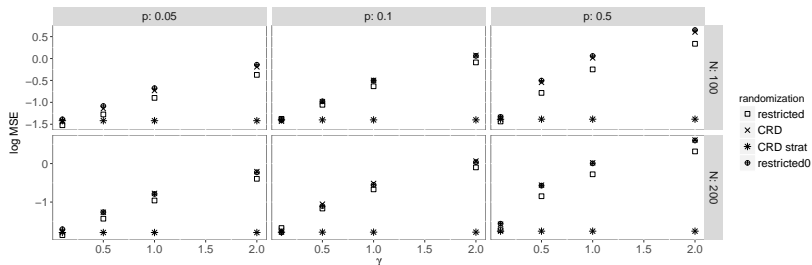 p: 0.05
p: 0.1
p: 0.5
0.5
0.0
−0.5
−1.0
−1.5
N: 100
log MSE
0
−1
N: 200
0.5 1.0 1.5 2.0
0.5 1.0 1.5 2.0
0.5 1.0 1.5 2.0
γ
randomization
restricted
CRD
CRD strat
restricted0